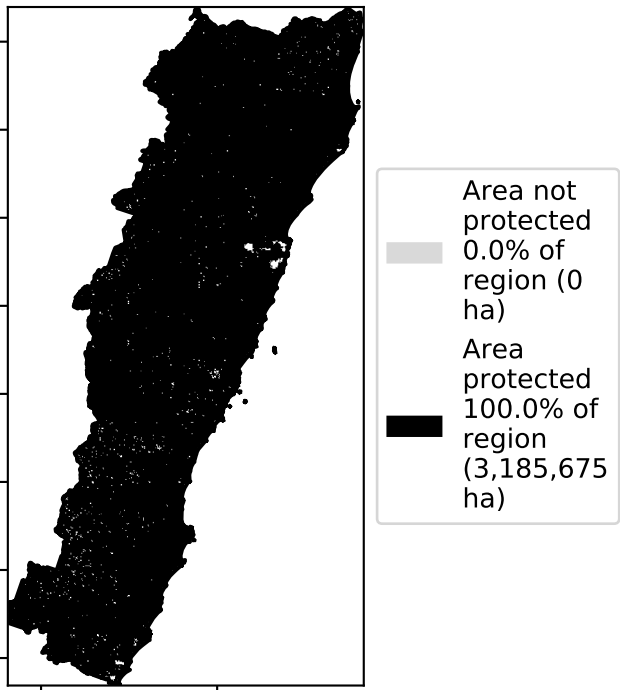 Area not
protected
0.0% of
region (0
ha)
Area
protected
100.0% of
region
(3,185,675
ha)